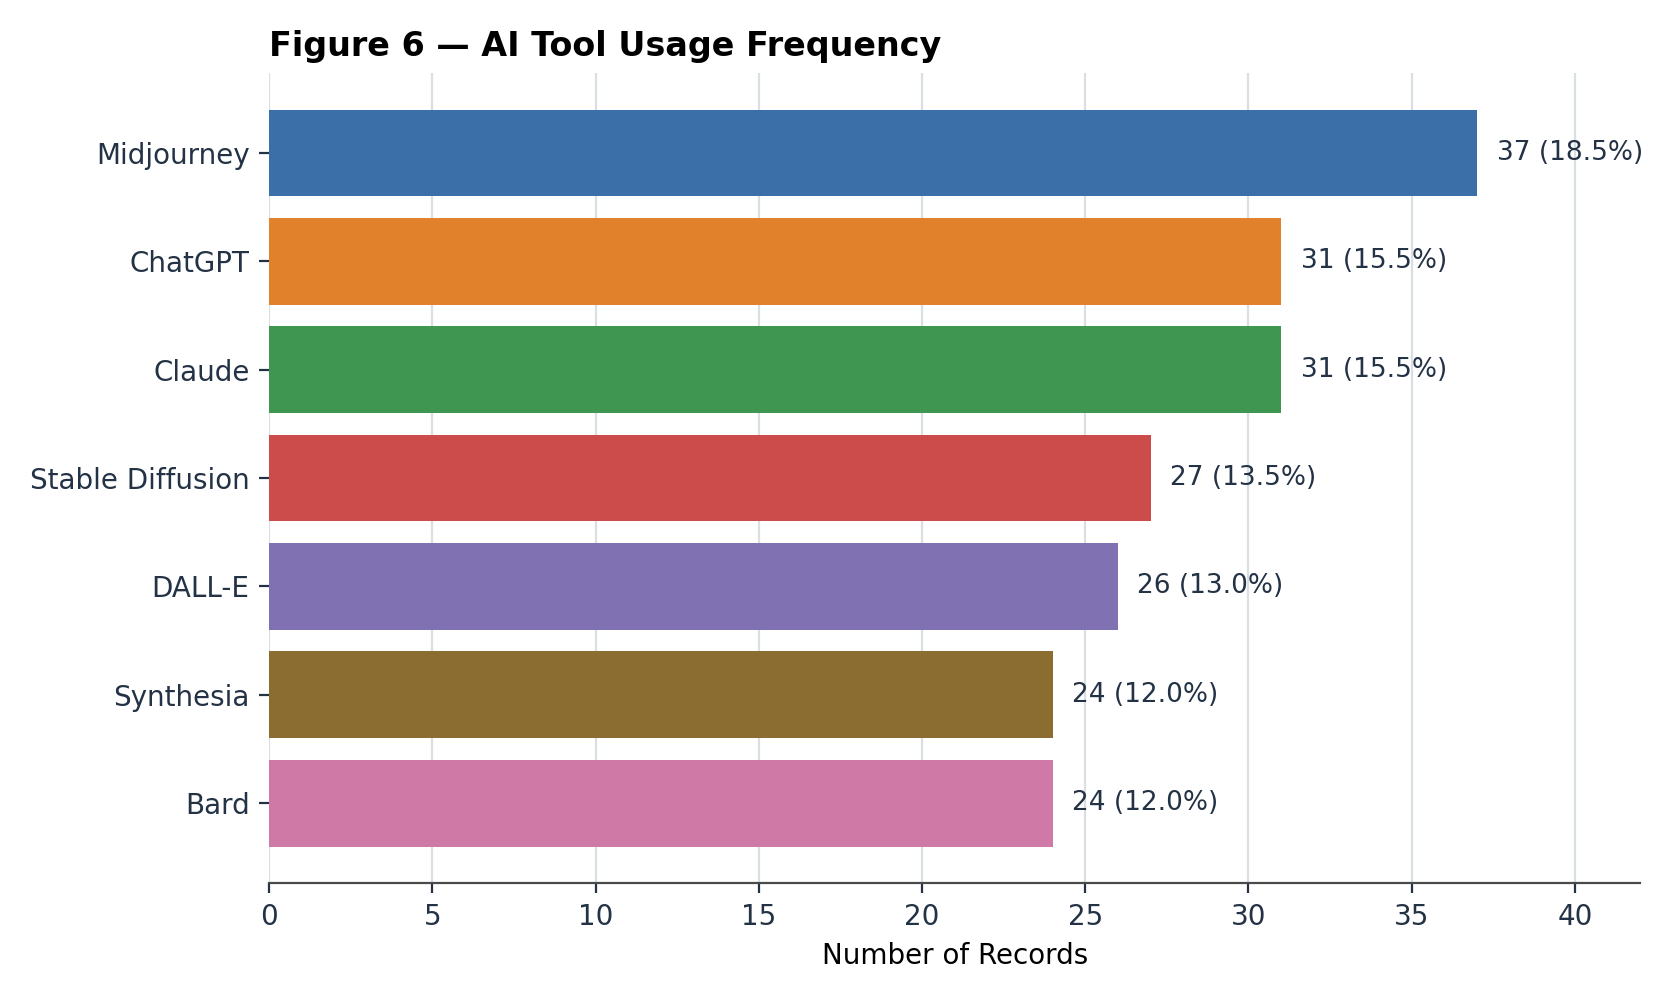 Figure 6 — AI Tool Usage Frequency
Midjourney 37 (18.5%)
ChatGPT 31 (15.5%)
Claude 31 (15.5%)
Stable Diffusion 27 (13.5%)
DALL-E 26 (13.0%)
Synthesia 24 (12.0%)
Bard 24 (12.0%)
0 5 10 15 20 25 30 35 40
Number of Records